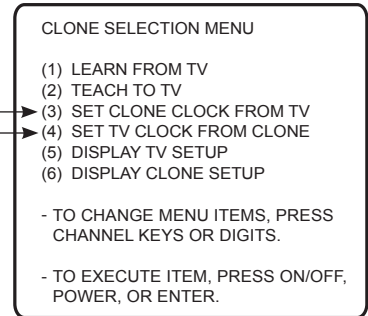 CLONE SELECTION MENU
(1) LEARN FROM TV
(2) TEACH TO TV
(3) SET CLONE CLOCK FROM TV
(4) SET TV CLOCK FROM CLONE
(5) DISPLAY TV SETUP
(6) DISPLAY CLONE SETUP
- TO CHANGE MENU ITEMS, PRESS
CHANNEL KEYS OR DIGITS.
- TO EXECUTE ITEM, PRESS ON/OFF,
POWER, OR ENTER.